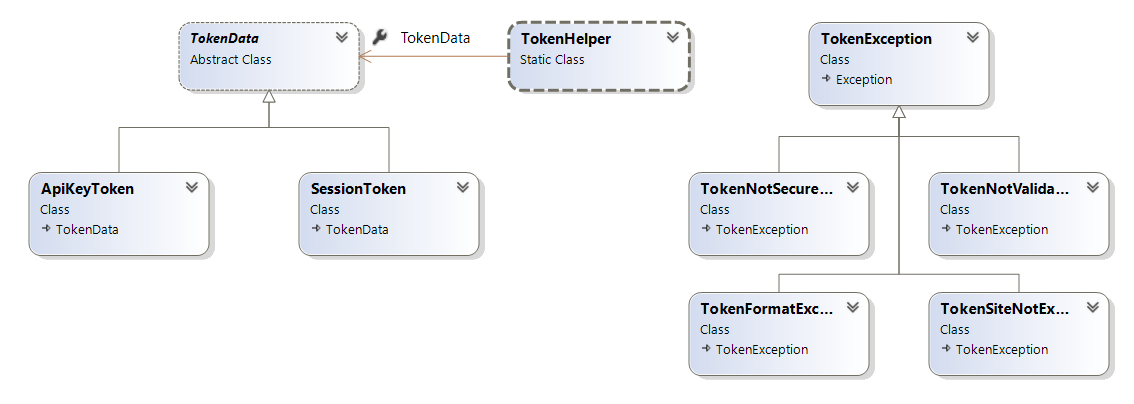 TokenData
Abstract Class
TokenData
TokenHelper
Static Class
TokenException
Class
Exception
ApiKeyToken
Class
TokenData
SessionToken
Class
TokenData
TokenNotSecure...
Class
TokenException
TokenNotValida...
Class
TokenException
TokenFormatExc...
Class
TokenException
TokenSiteNotEx...
Class
TokenException